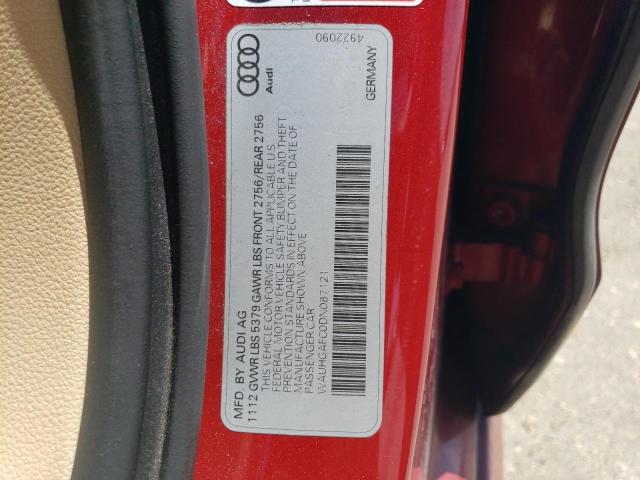 MFD. BY AUDI AG
1112 GVWR LBS 5379 GAWR LBS FRONT 2756/REAR 2756
THIS VEHICLE CONFORMS TO ALL APPLICABLE U.S.
FEDERAL MOTOR VEHICLE SAFETY BUMPER AND THEFT
PREVENTION STANDARDS IN EFFECT ON THE DATE OF
MANUFACTURE SHOWN ABOVE
PASSENGER CAR
WAUHGAFC0DN087121
Audi
GERMANY
4922090